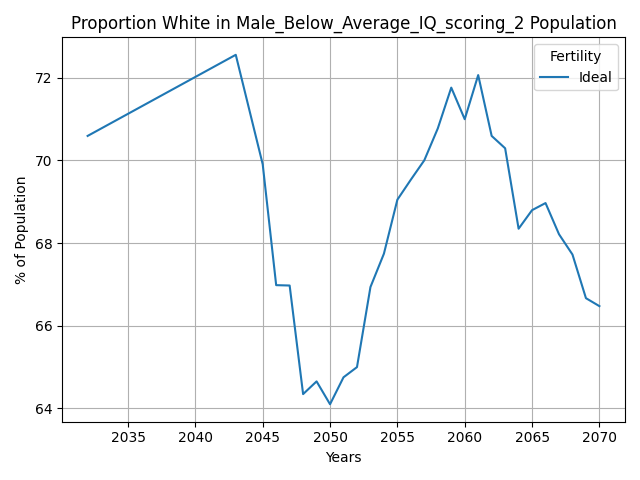 Proportion White in Male_Below_Average_IQ_scoring_2 Population
Fertility
Ideal
% of Population
72
70
68
66
64
2035 2040 2045 2050 2055 2060 2065 2070
Years